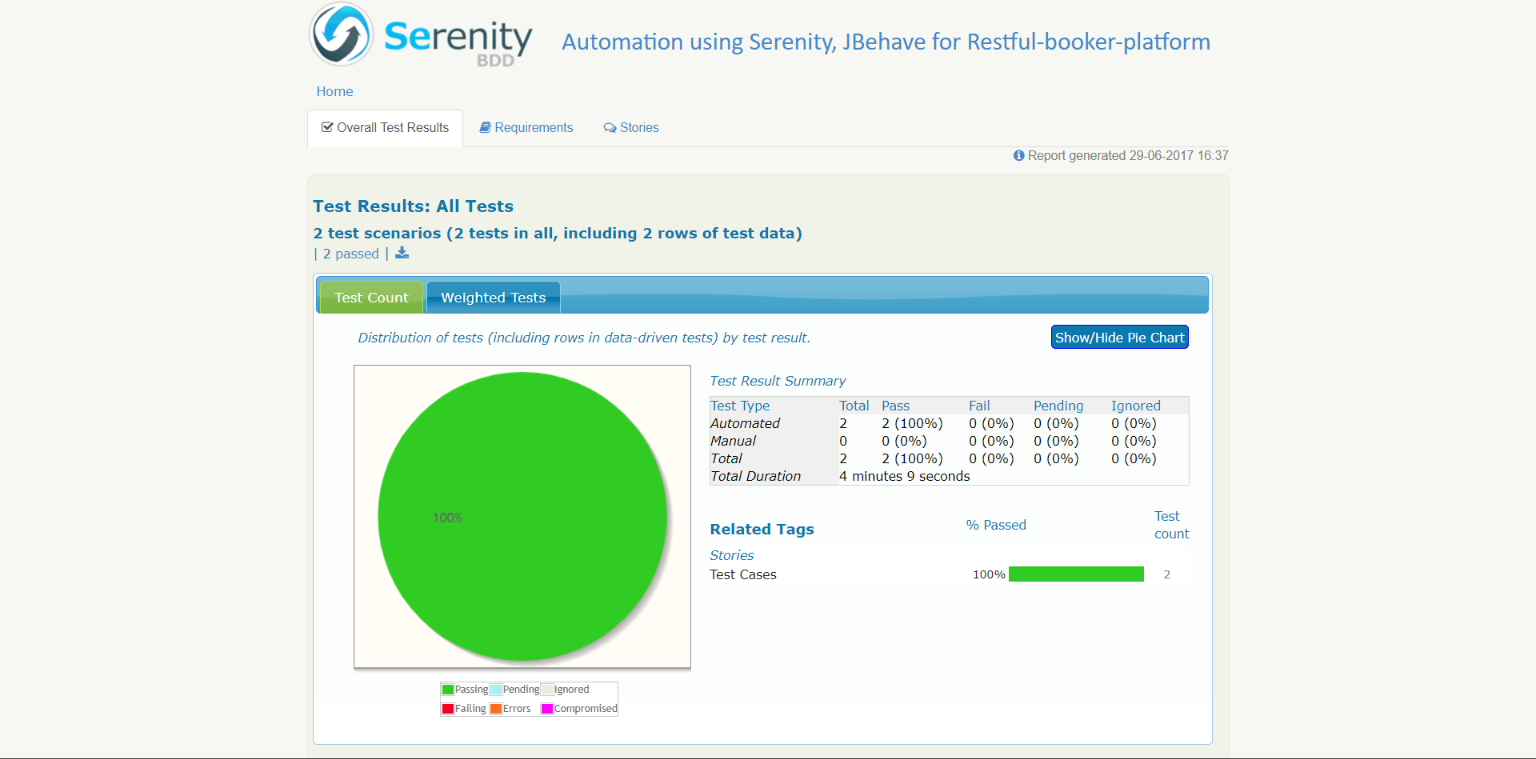 Serenity
BDD
Automation using Serenity, JBehave for Restful-booker-platform
Home
Overall Test Results Requirements Stories
Report generated 29-06-2017 16:37
Test Results: All Tests
2 test scenarios (2 tests in all, including 2 rows of test data)
| 2 passed |
Test Count Weighted Tests
Distribution of tests (including rows in data-driven tests) by test result.
Show/Hide Pie Chart
100%
Passing Pending Ignored
Failing Errors Compromised
Test Result Summary
Test Type Total Pass Fail Pending Ignored
Automated 2 2 (100%) 0 (0%) 0 (0%) 0 (0%)
Manual 0 0 (0%) 0 (0%) 0 (0%) 0 (0%)
Total 2 2 (100%) 0 (0%) 0 (0%) 0 (0%)
Total Duration 4 minutes 9 seconds
Related Tags % Passed Test
count
Stories
Test Cases 100% 2